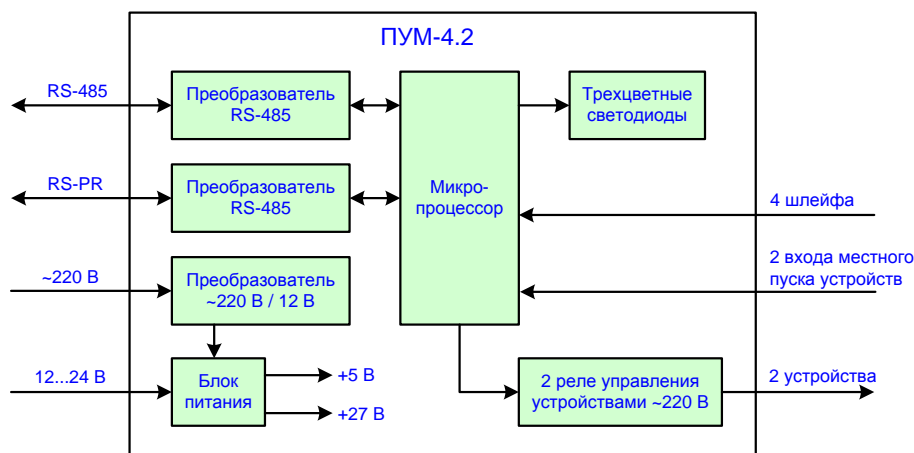 ПУМ-4.2
RS-485
Преобразователь
RS-485
Трехцветные
светодиоды
RS-PR
Преобразователь
RS-485
Микро-
процессор
4 шлейфа
~220 В
Преобразователь
~220 В / 12 В
2 входа местного
пуска устройств
12...24 В
Блок
питания
+5 В
+27 В
2 реле управления
устройствами ~220 В
2 устройства